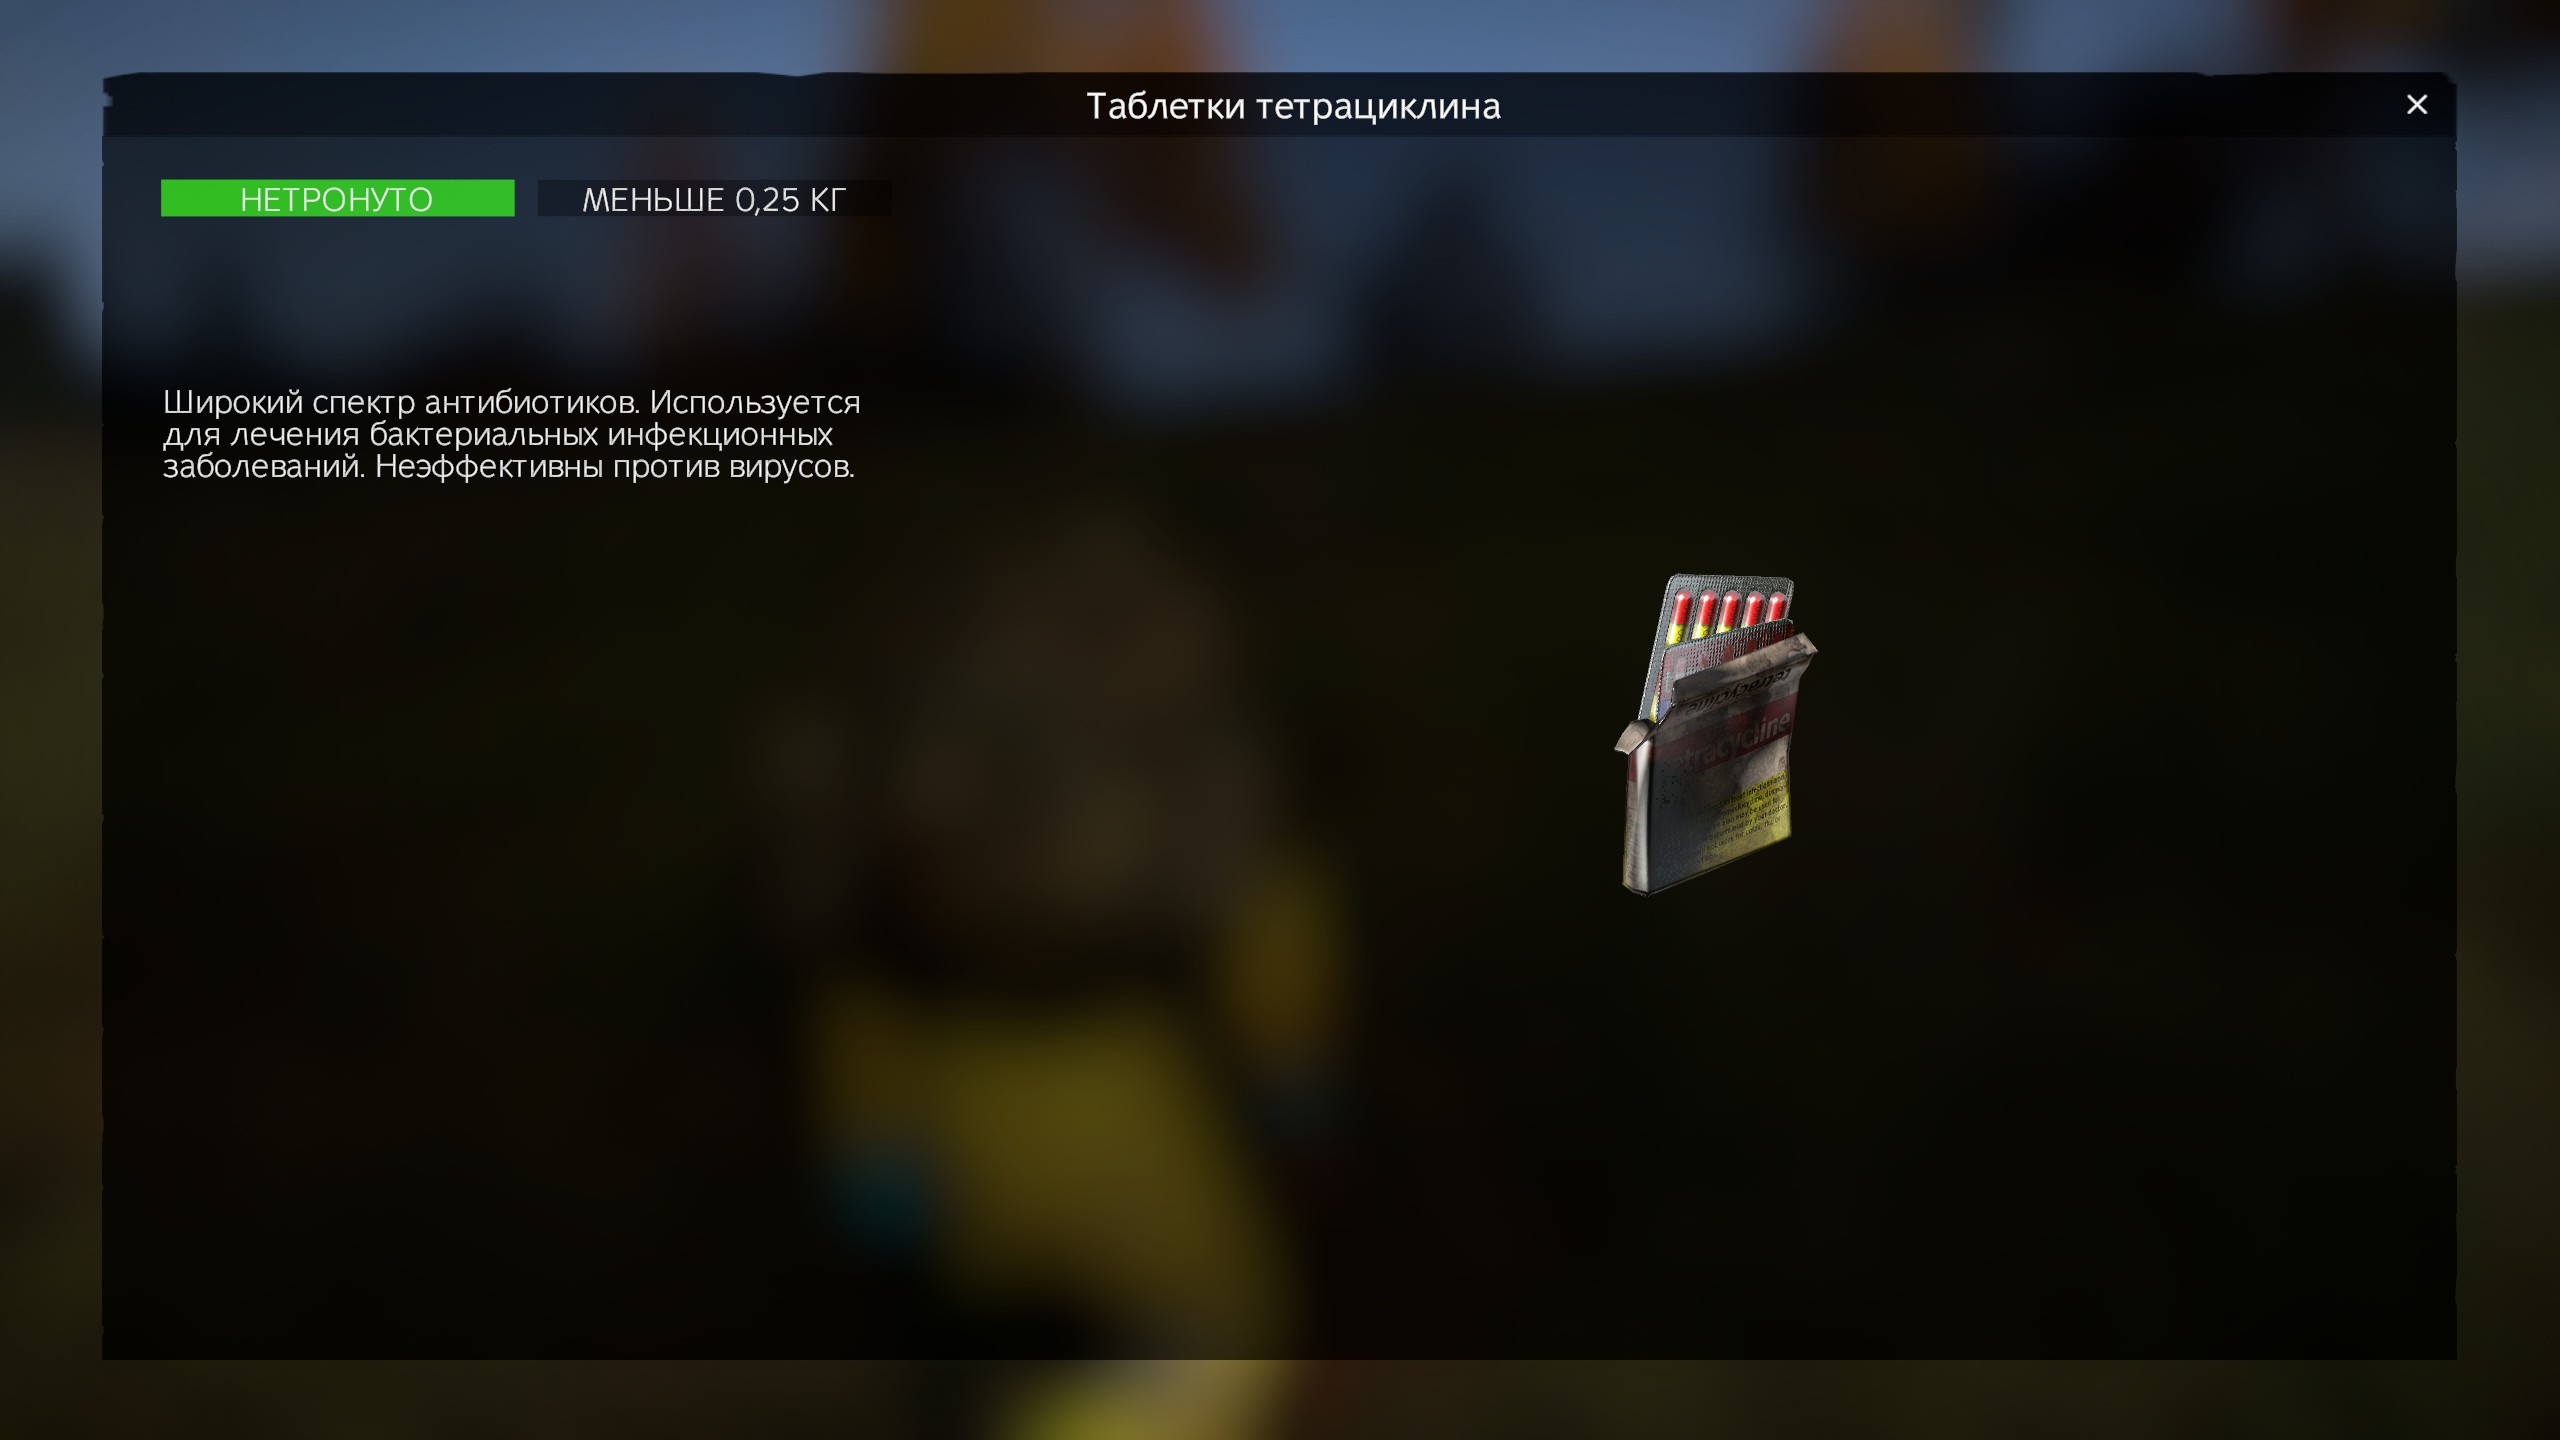 Таблетки тетрациклина
НЕТРОНУТО
МЕНЬШЕ 0,25 КГ
Широкий спектр антибиотиков. Используется
для лечения бактериальных инфекционных
заболеваний. Неэффективны против вирусов.
tetracycline